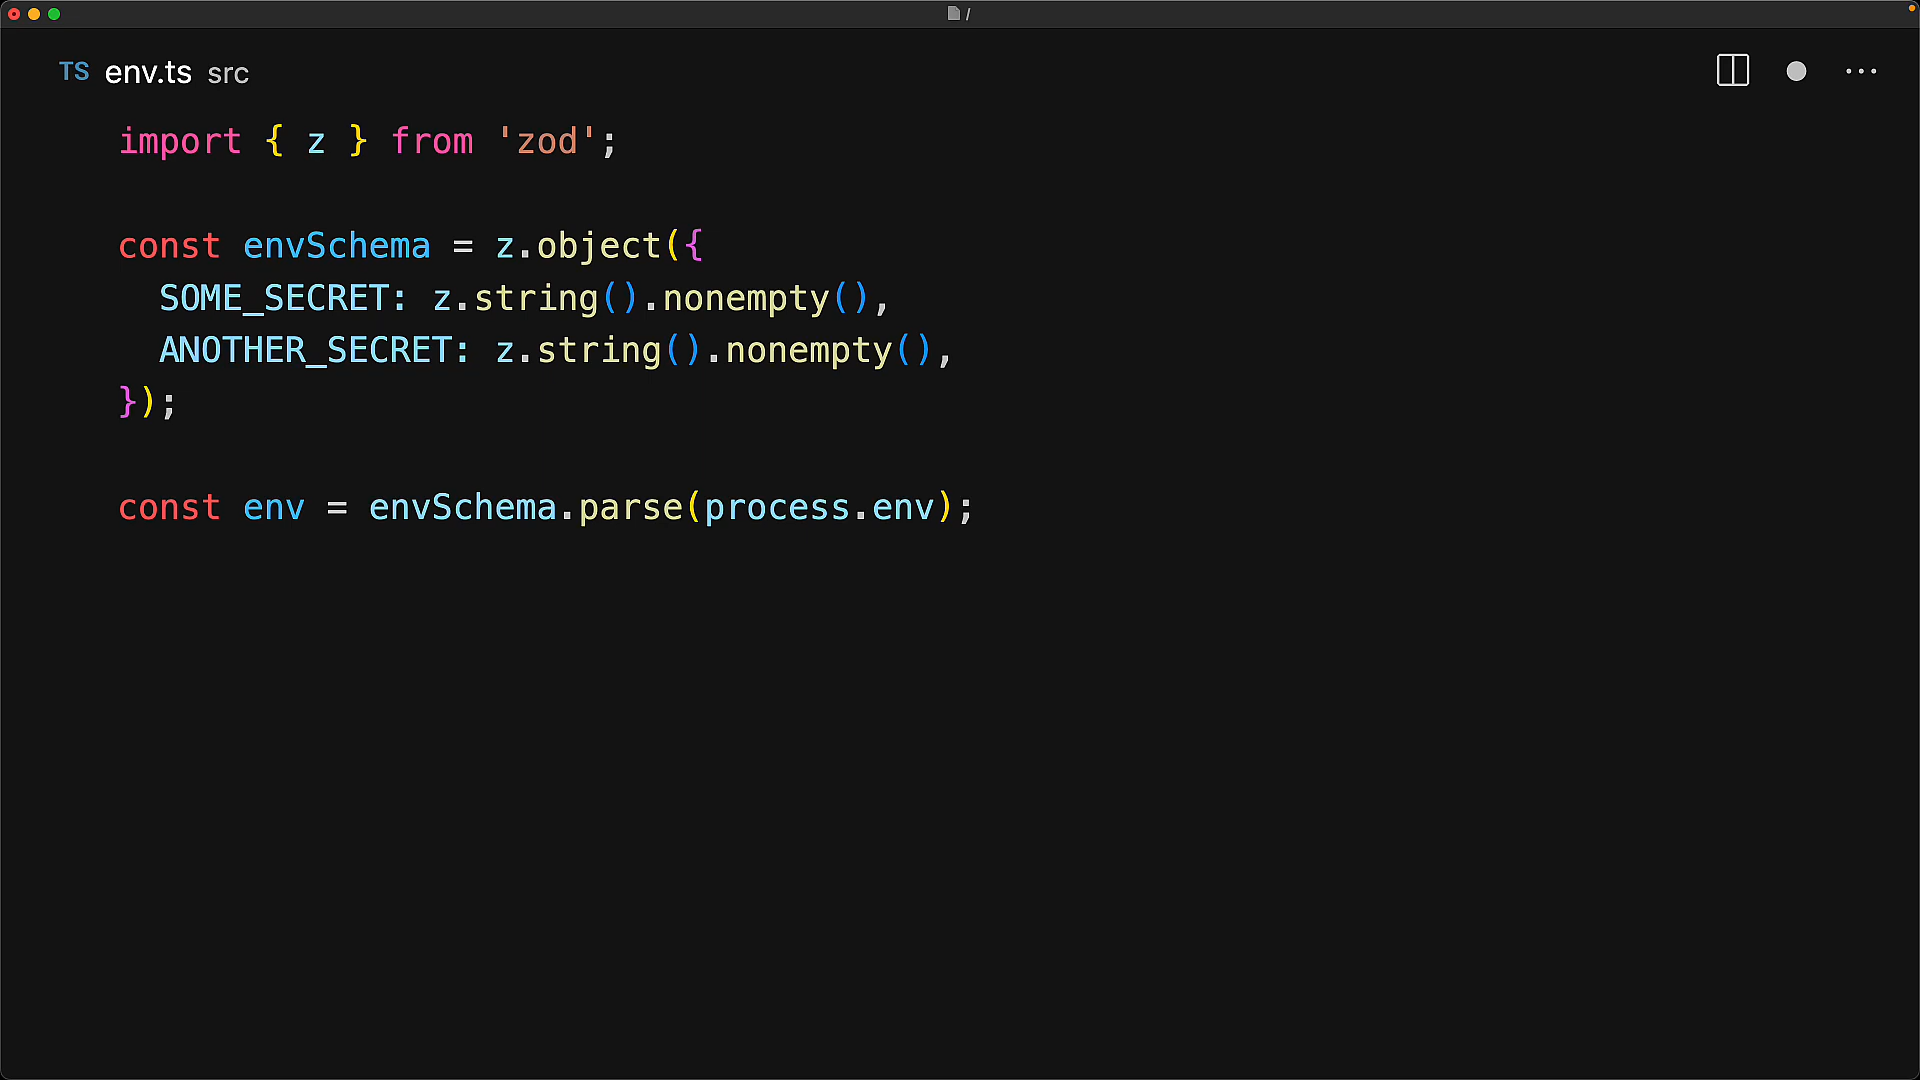 /
TS env.ts src
import { z } from 'zod';
const envSchema = z.object({
  SOME_SECRET: z.string().nonempty(),
  ANOTHER_SECRET: z.string().nonempty(),
});
const env = envSchema.parse(process.env);